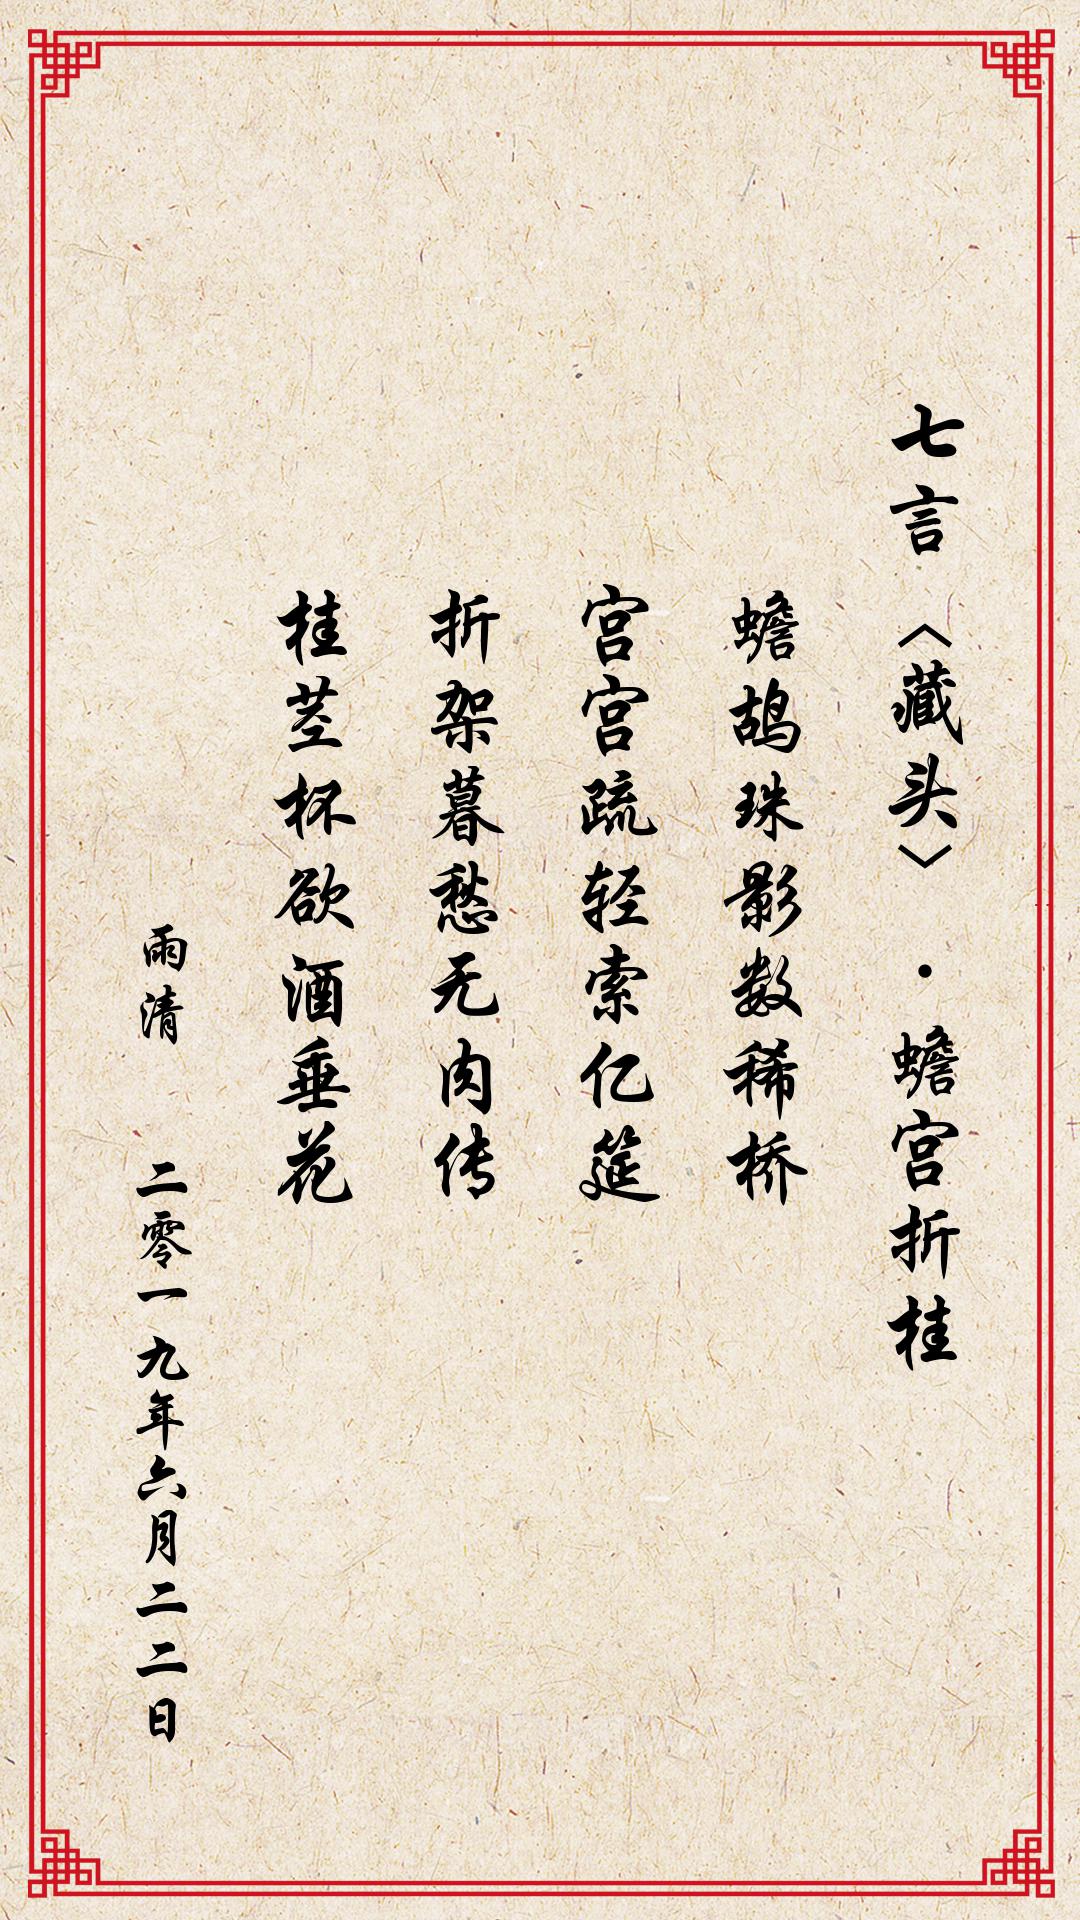 七言〈藏头〉·蟾宫折桂
蟾鸪珠影数稀桥
宫宫疏轻索亿筵
折架暮愁无肉传
桂茎杯欲酒垂花
雨清 二零一九年六月二二日